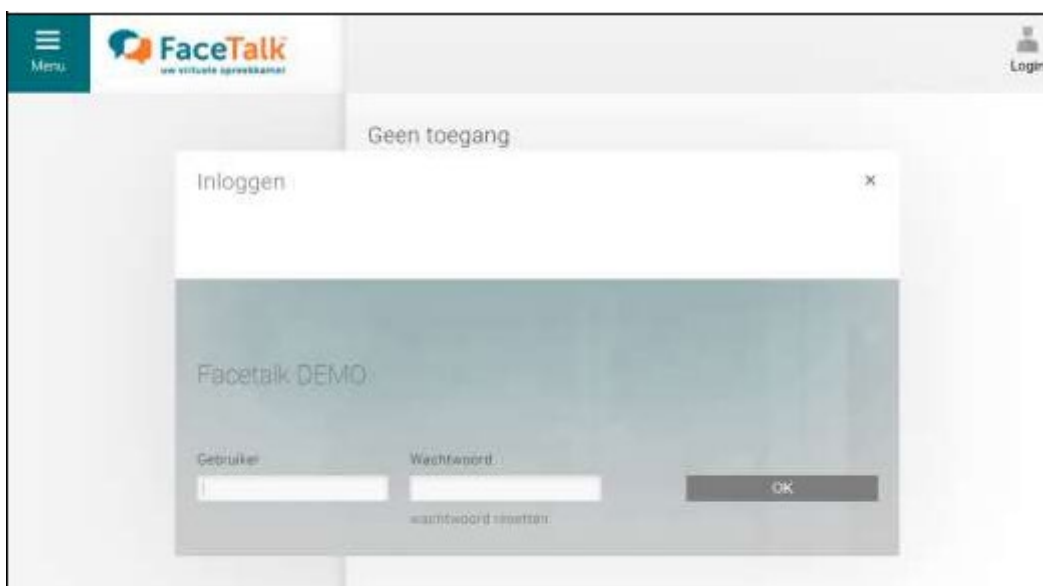 Menu
FaceTalk
uw virtuele spreekkamer
Login
Geen toegang
Inloggen
×
Facetalk DEMO
Gebruiker
Wachtwoord
OK
wachtwoord resetten